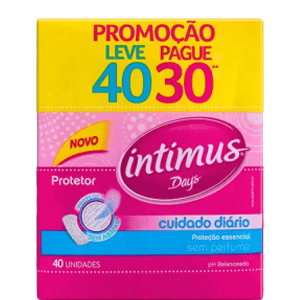 PROMOÇÃO
LEVE PAGUE
40 30**
NOVO
intimus
Days
Protetor
cuidado diário
Proteção essencial
sem perfume
40 UNIDADES
pH Balanceado